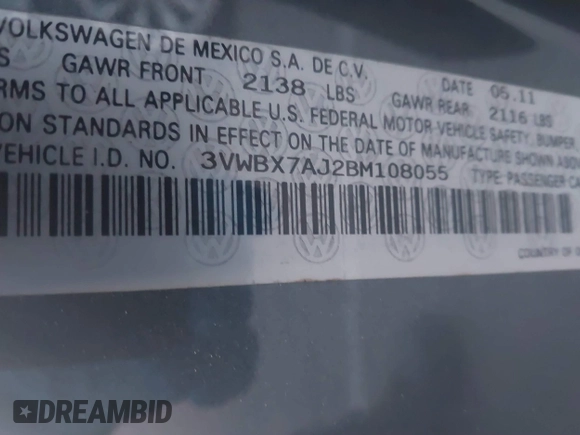 VOLKSWAGEN DE MEXICO S.A. DE C.V.
GAWR FRONT 2138 LBS
DATE 05.11
GAWR REAR 2116 LBS
TO ALL APPLICABLE U.S. FEDERAL MOTOR VEHICLE SAFETY, BUMPER
STANDARDS IN EFFECT ON THE DATE OF MANUFACTURE SHOWN
VEHICLE I.D. NO. 3VWBX7AJ2BM108055 TYPE: PASSENGER
COUNTRY OF
DREAMBID